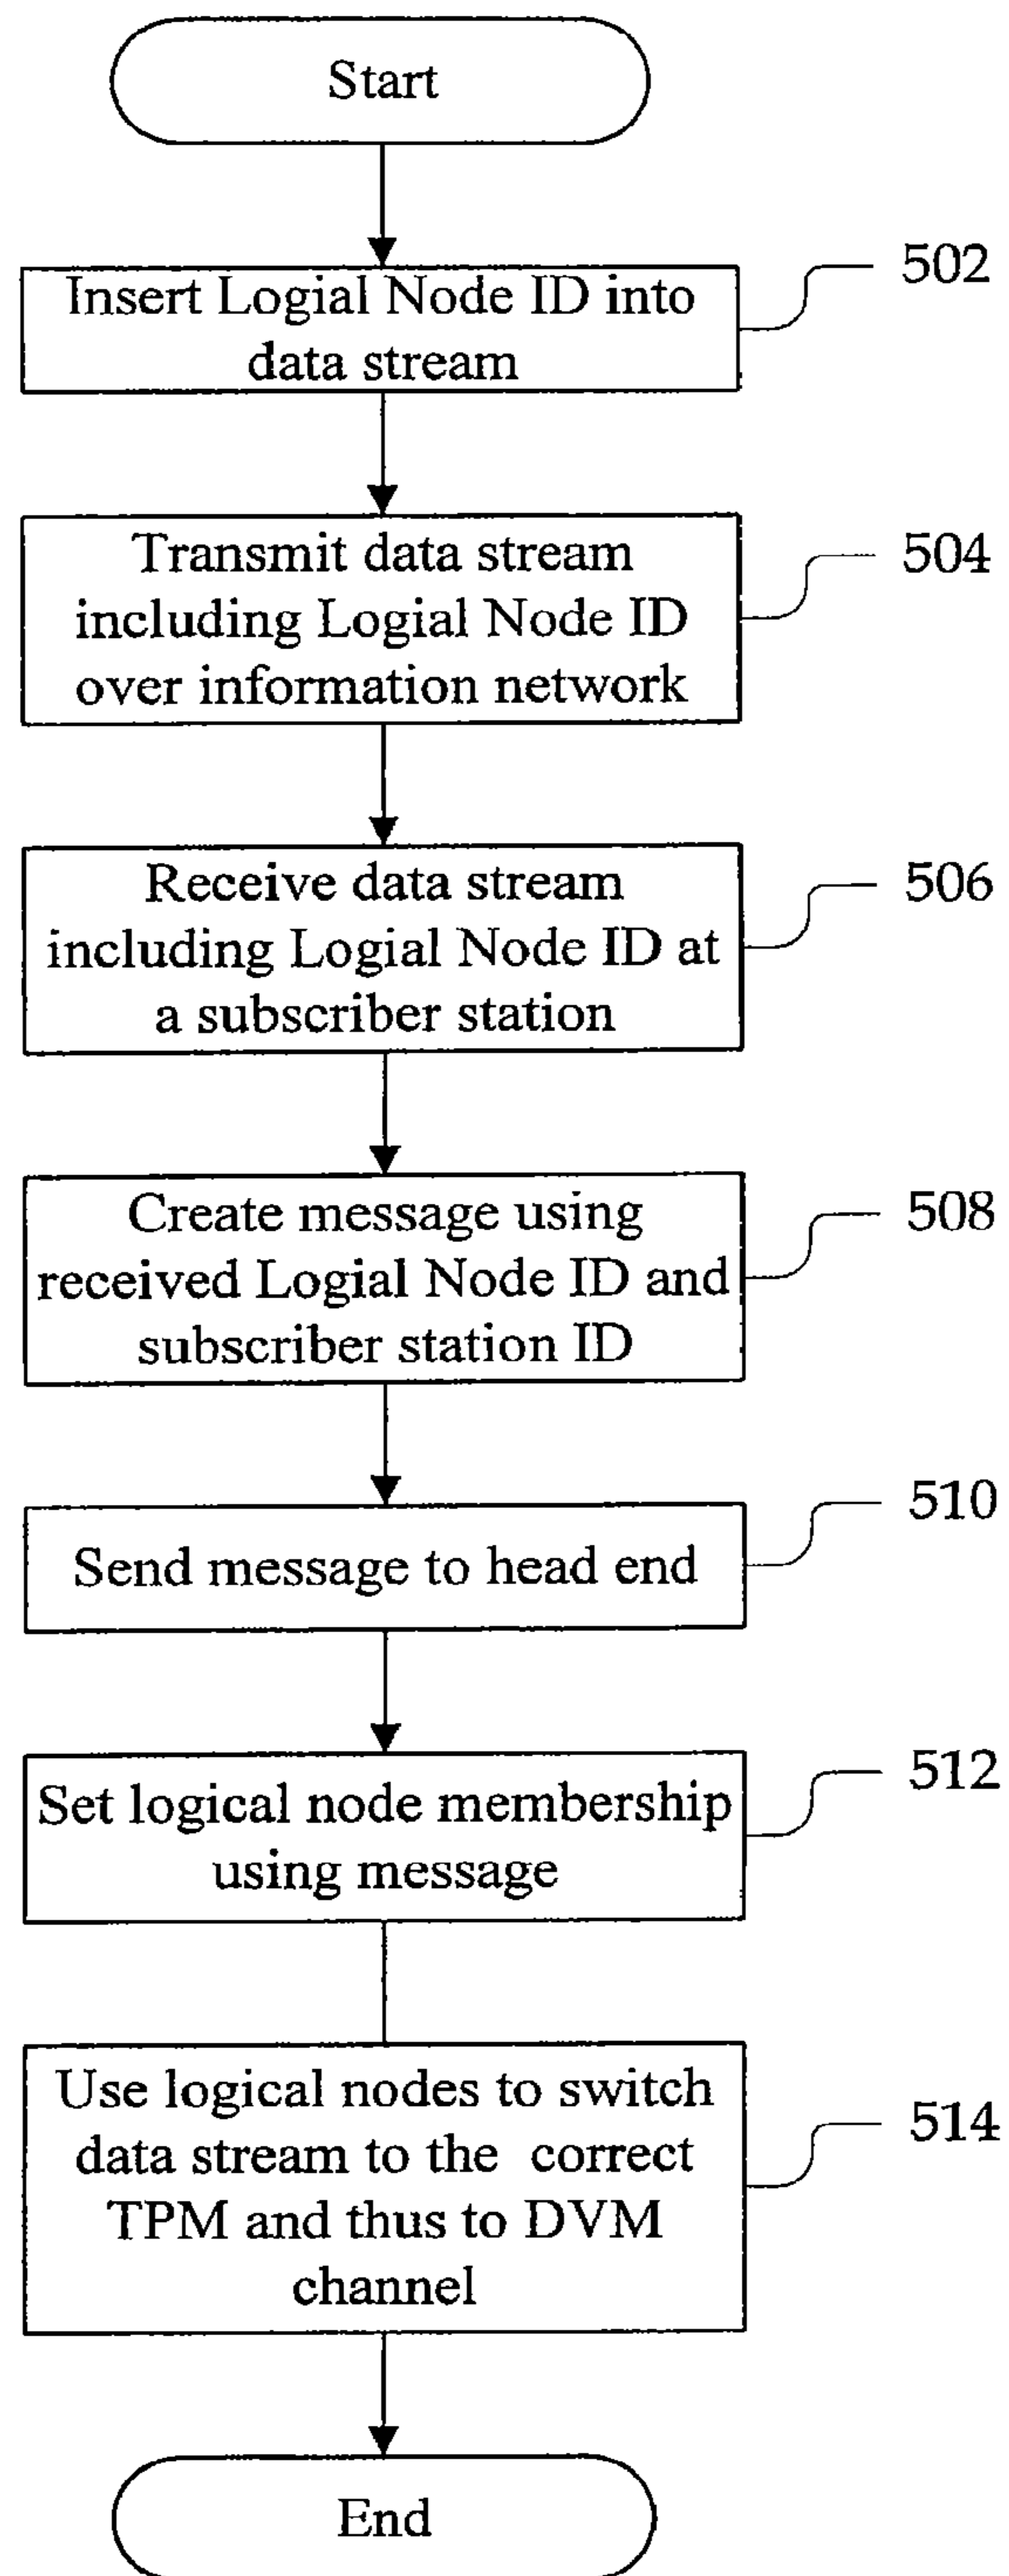 Start
502
Insert Logial Node ID into
data stream
504
Transmit data stream
including Logial Node ID
over information network
506
Receive data stream
including Logial Node ID at
a subscriber station
508
Create message using
received Logial Node ID and
subscriber station ID
510
Send message to head end
512
Set logical node membership
using message
514
Use logical nodes to switch
data stream to the correct
TPM and thus to DVM
channel
End